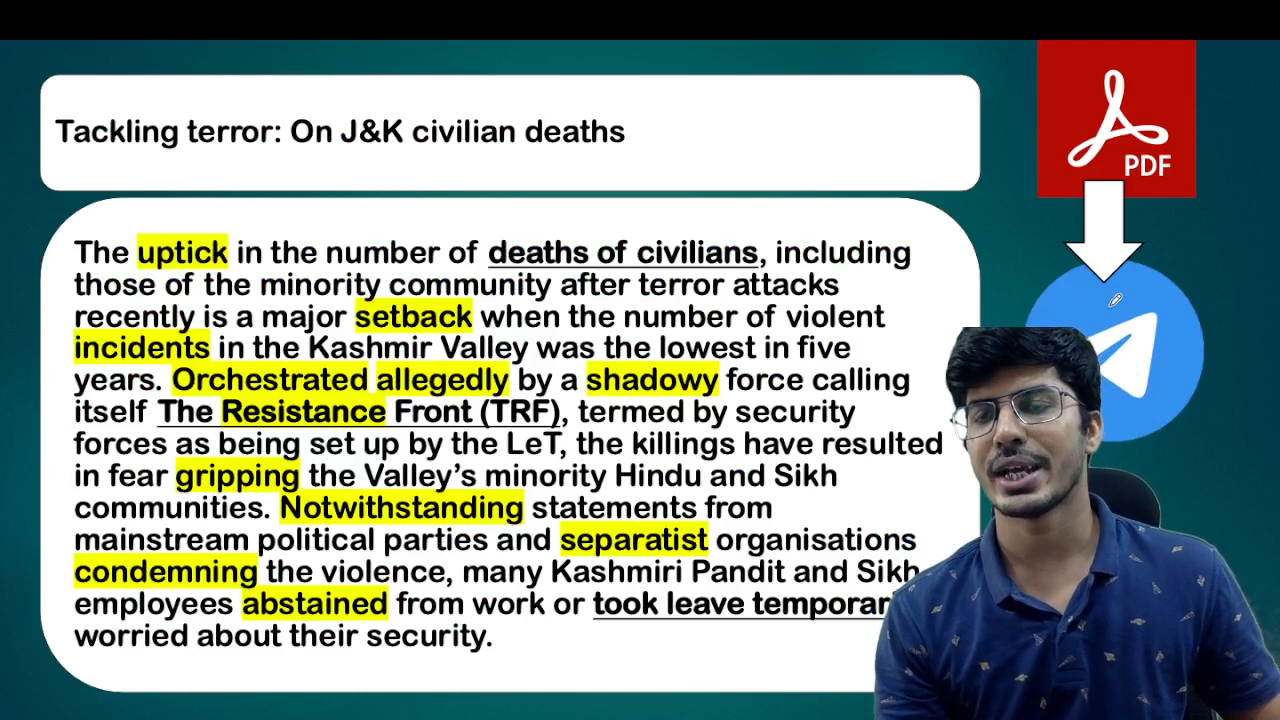 Tackling terror: On J&K civilian deaths
PDF
The uptick in the number of deaths of civilians, including
those of the minority community after terror attacks
recently is a major setback when the number of violent
incidents in the Kashmir Valley was the lowest in five
years. Orchestrated allegedly by a shadowy force calling
itself The Resistance Front (TRF), termed by security
forces as being set up by the LeT, the killings have resulted
in fear gripping the Valley’s minority Hindu and Sikh
communities. Notwithstanding statements from
mainstream political parties and separatist organisations
condemning the violence, many Kashmiri Pandit and Sikh
employees abstained from work or took leave
worried about their security.